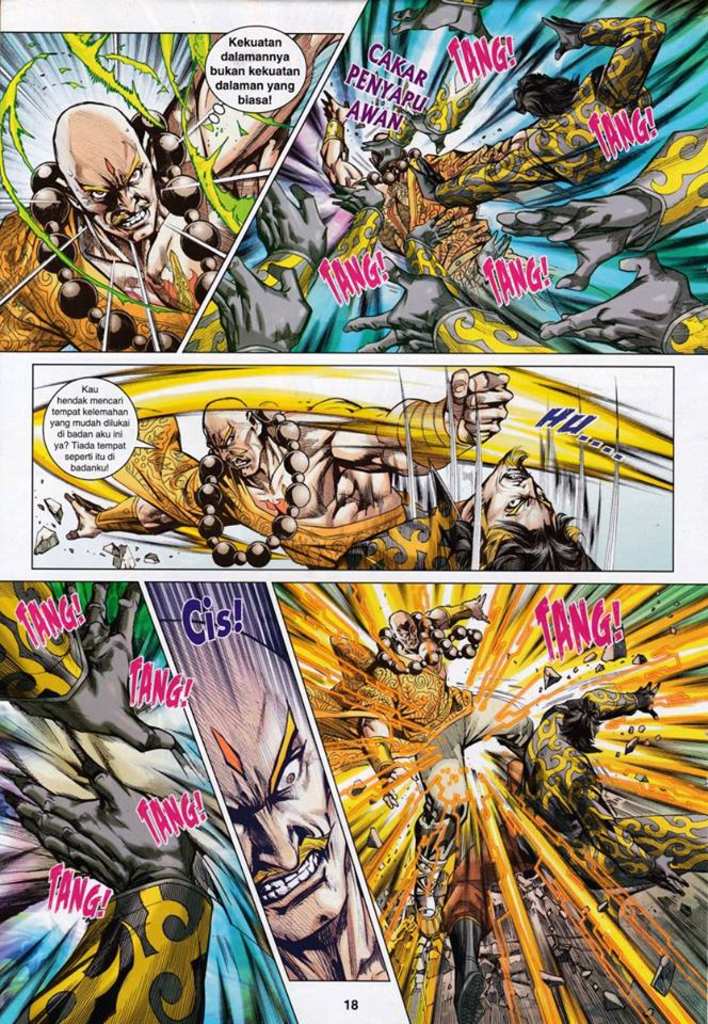 Kekuatan
dalamannya
bukan kekuatan
dalaman yang
biasa!
CAKAR
PENYAPU
AWAN
TANG!
TANG!
TANG!
TANG!
Kau
hendak mencari
tempat kelemahan
yang mudah dilukai
di badan aku ini
ya? Tiada tempat
seperti itu di
badanku!
HU....
TANG!
TANG!
TANG!
TANG!
Cis!
TANG!
18